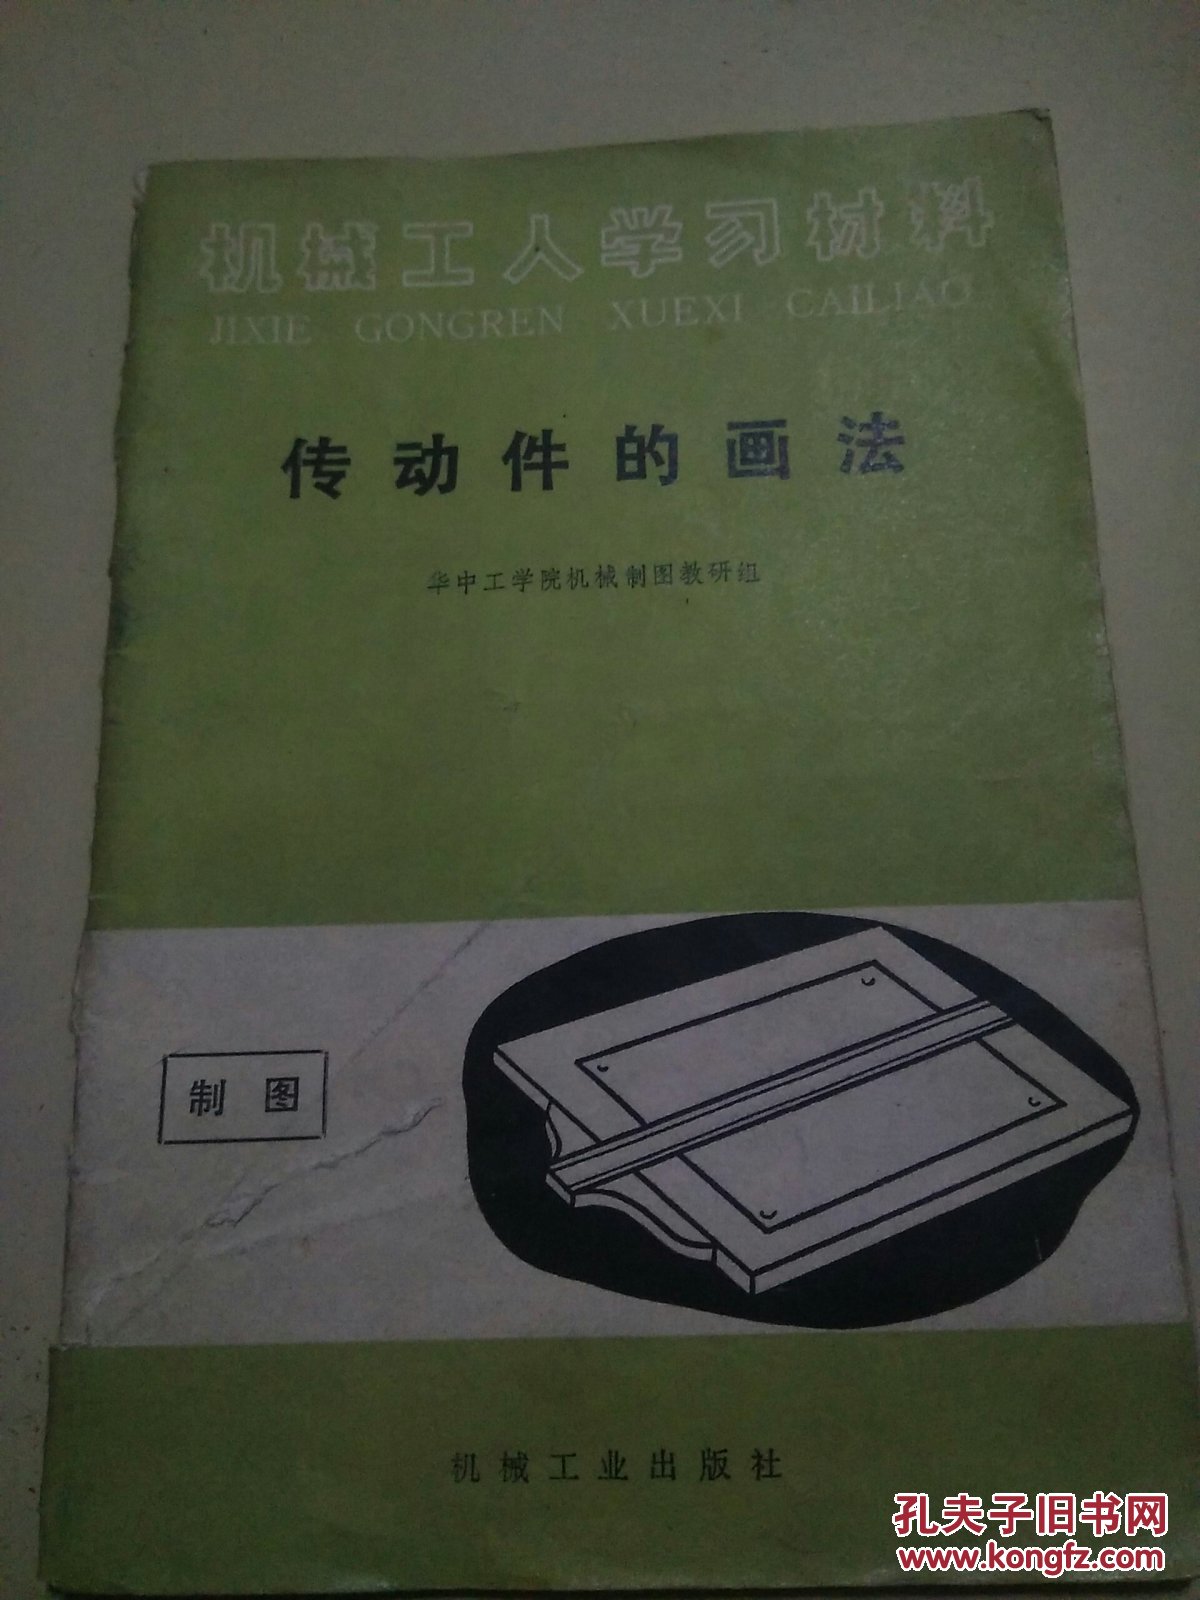 机械工人学习材料
JIXIE GONGREN XUEXI CAILIAO
传动件的画法
华中工学院机械制图教研组
制图
机械工业出版社
孔夫子旧书网
www.kongfz.com